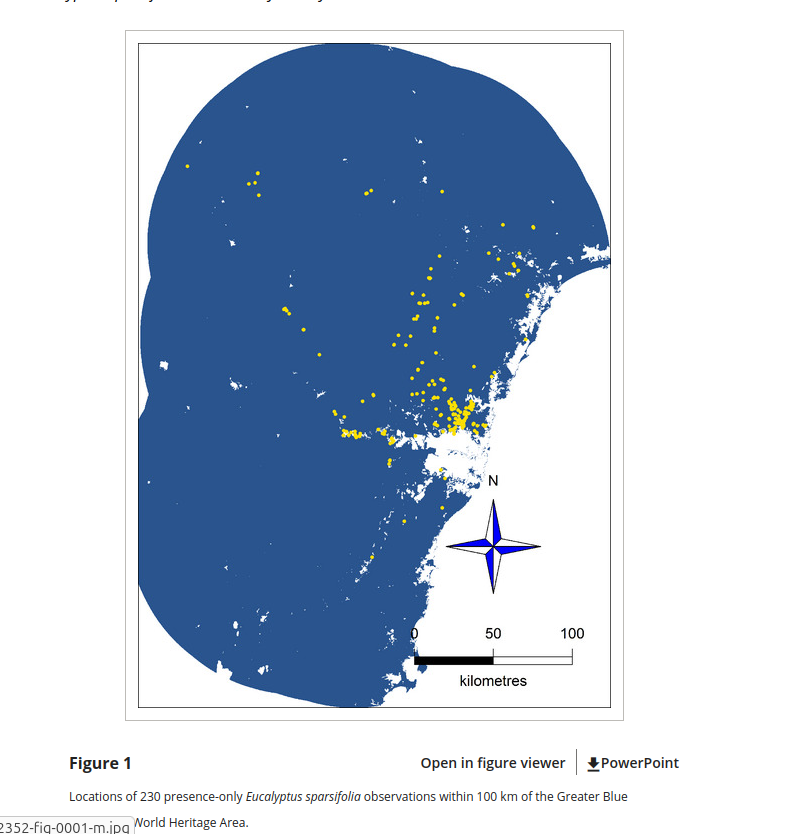 N
0 50 100
kilometres
Figure 1
Open in figure viewer PowerPoint
Locations of 230 presence-only Eucalyptus sparsifolia observations within 100 km of the Greater Blue
2352-fig-0001-m.jpg World Heritage Area.